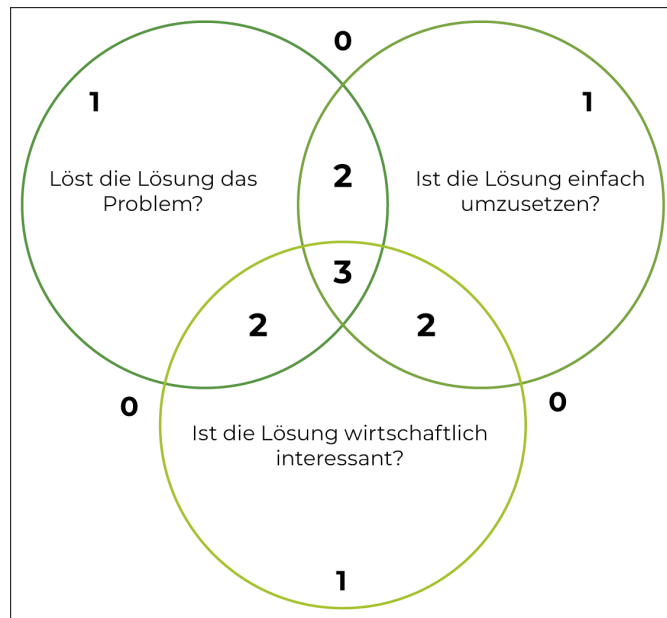 0
1
1
Löst die Lösung das
Problem?
2
Ist die Lösung einfach
umzusetzen?
3
2
2
0
0
Ist die Lösung wirtschaftlich
interessant?
1